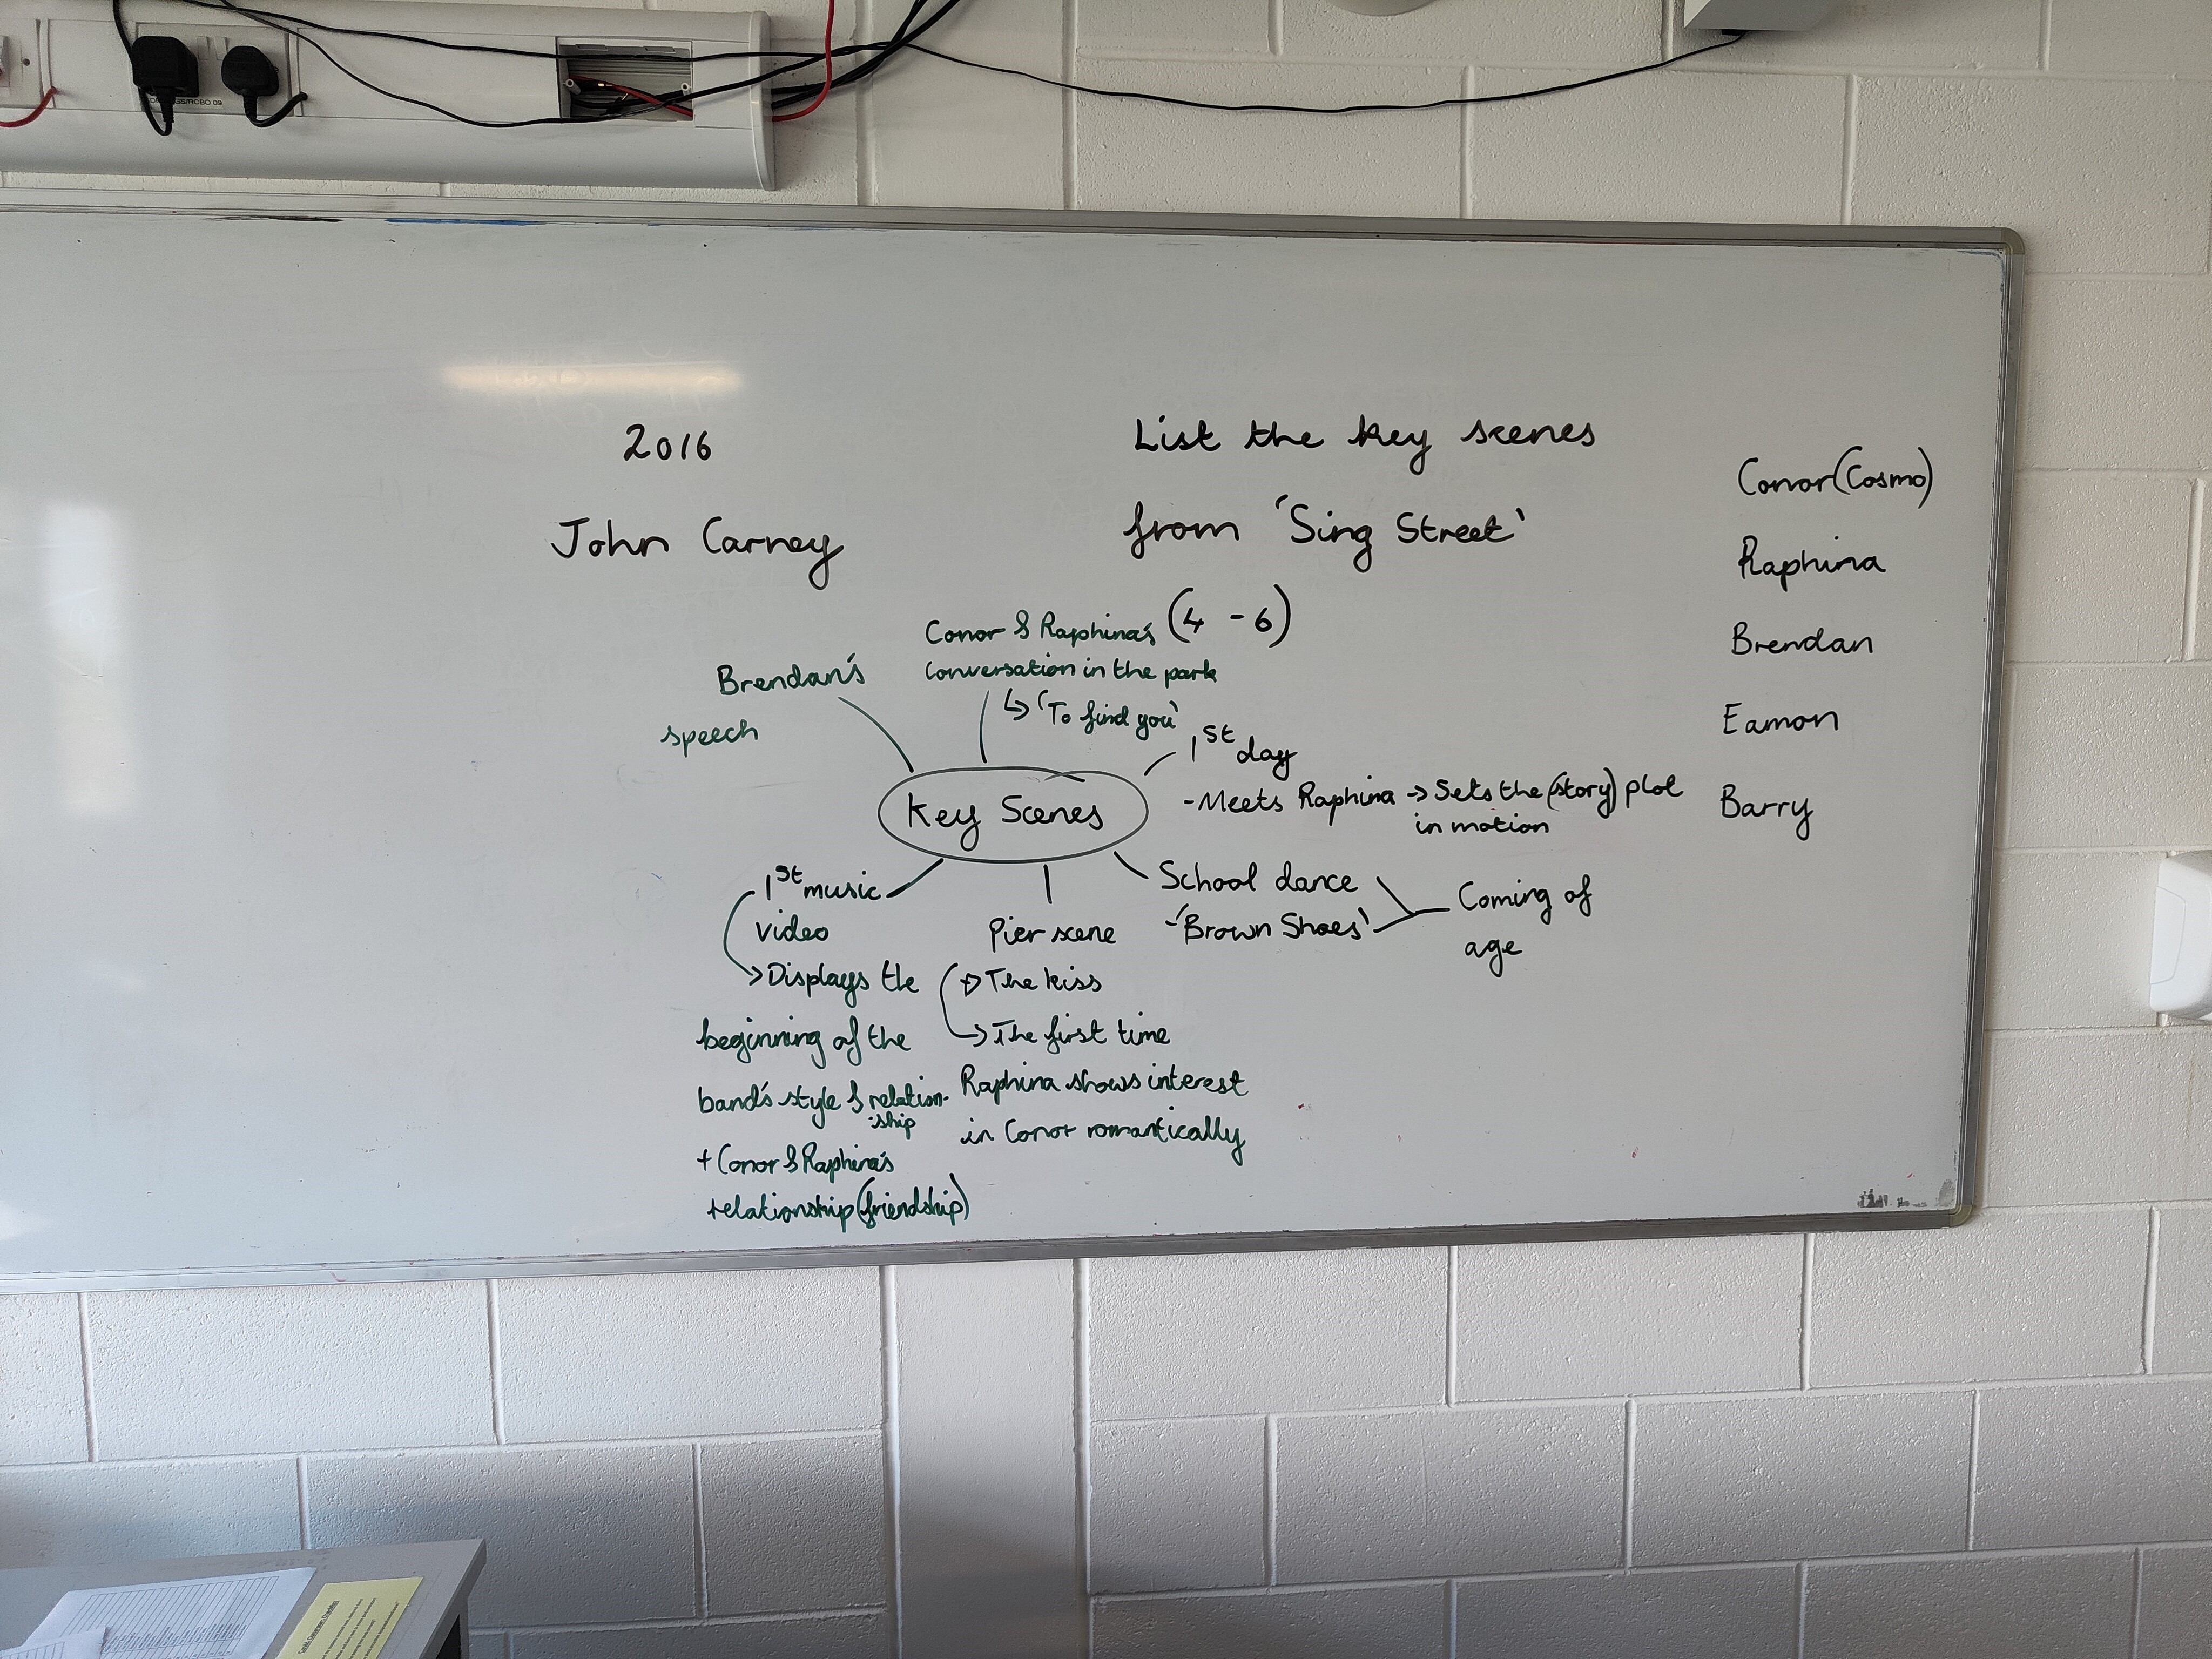 2016
John Carney
List the key scenes
from 'Sing Street'
(4 - 6)
Conor (Cosmo)
Raphina
Brendan
Eamon
Barry
Brendan's
speech
Conor & Raphina's
conversation in the park
↳ 'To find you'
1st day
- Meets Raphina → Sets the (story) plot
in motion
Key Scenes
School dance
- 'Brown Shoes'
Coming of
age
Pier scene
→ The kiss
→ The first time
Raphina shows interest
in Conor romantically
1st music
video
→ Displays the
beginning of the
band's style & relation-
-ship
+ Conor & Raphina's
relationship (friendship)